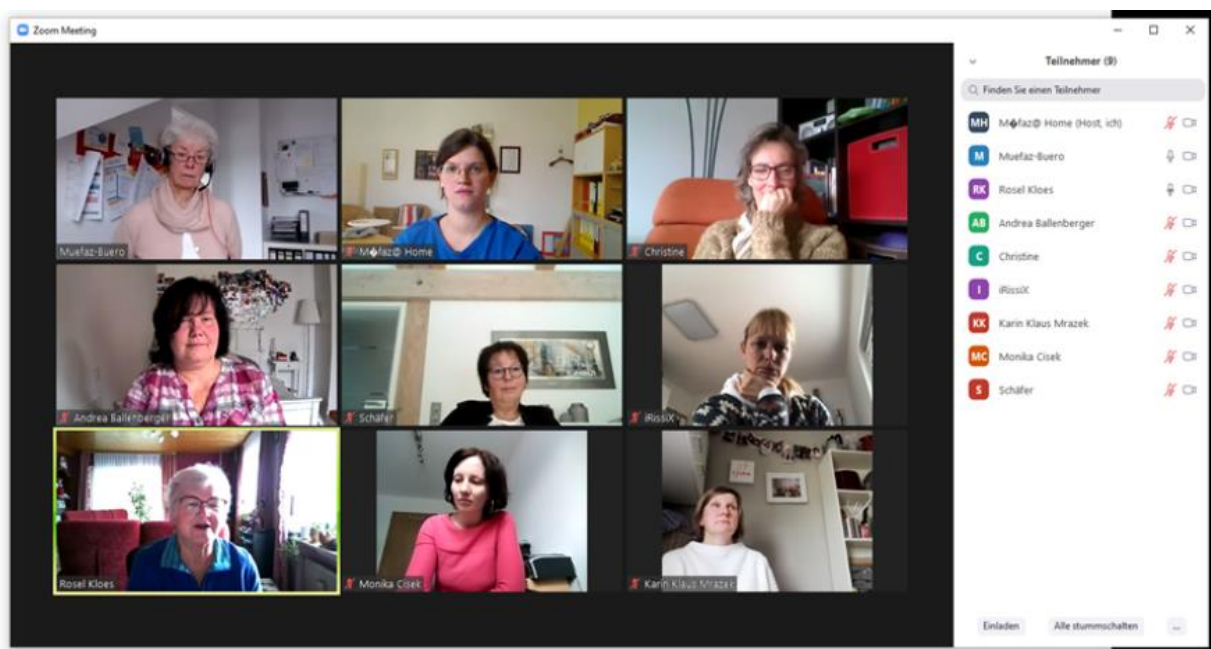 Zoom Meeting
Muefaz-Buero
M�faz@ Home
Christine
Andrea Ballenberger
Schäfer
iRissiX
Rosel Kloes
Monika Cisek
Karin Klaus Mrazek
Teilnehmer (9)
Finden Sie einen Teilnehmer
MH M�faz@ Home (Host, ich)
M Muefaz-Buero
RK Rosel Kloes
AB Andrea Ballenberger
C Christine
I iRissiX
KK Karin Klaus Mrazek
MC Monika Cisek
S Schäfer
Einladen Alle stummschalten ...